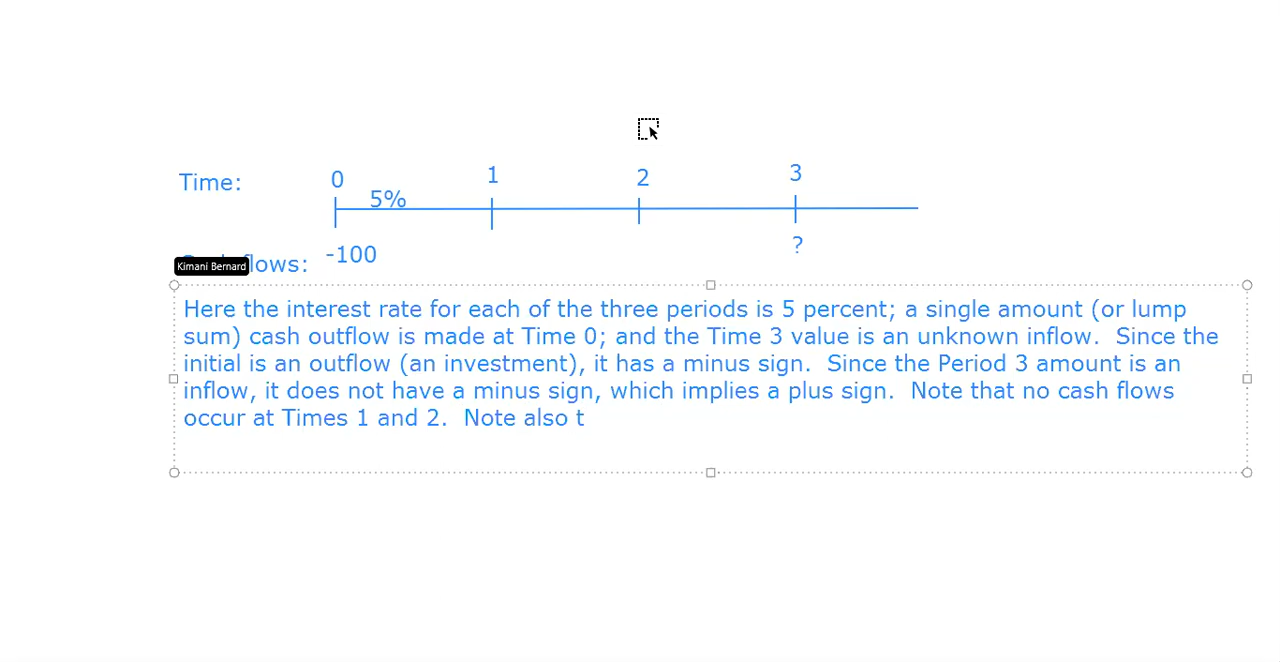 Time: 0 1 2 3
5%
?
flows: -100
Kimani Bernard
Here the interest rate for each of the three periods is 5 percent; a single amount (or lump
sum) cash outflow is made at Time 0; and the Time 3 value is an unknown inflow.  Since the
initial is an outflow (an investment), it has a minus sign.  Since the Period 3 amount is an
inflow, it does not have a minus sign, which implies a plus sign.  Note that no cash flows
occur at Times 1 and 2.  Note also t